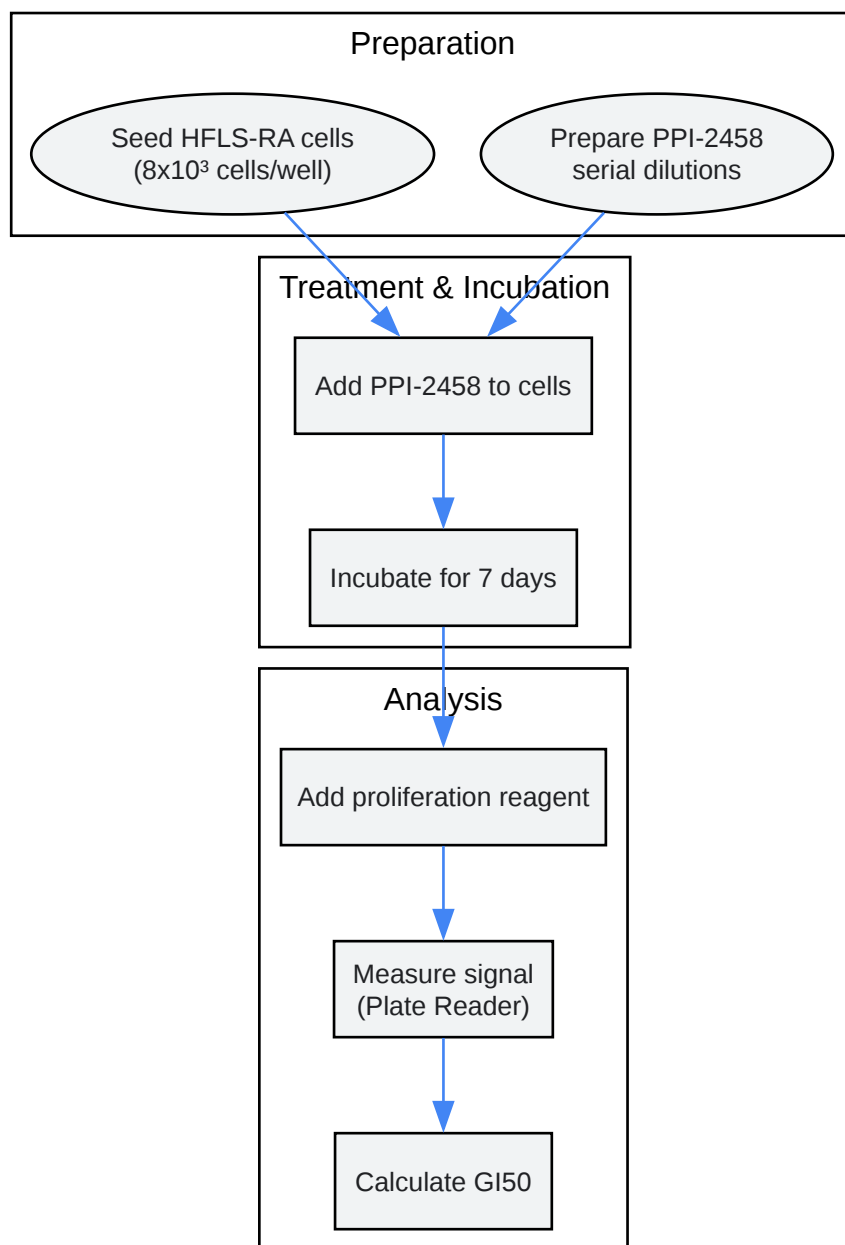 Preparation
Seed HFLS-RA cells
(8x10³ cells/well)
Prepare PPI-2458
serial dilutions
Treatment & Incubation
Add PPI-2458 to cells
Incubate for 7 days
Analysis
Add proliferation reagent
Measure signal
(Plate Reader)
Calculate GI50